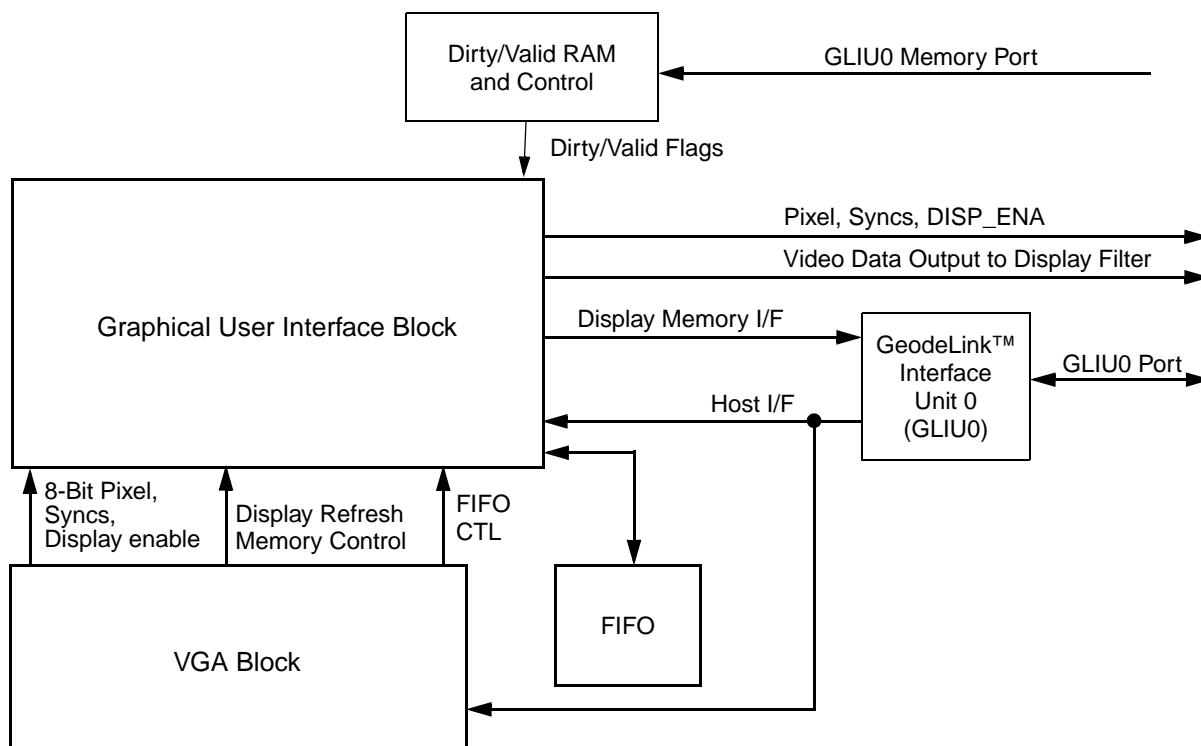 Dirty/Valid RAM
and Control
GLIU0 Memory Port
Dirty/Valid Flags
Pixel, Syncs, DISP_ENA
Video Data Output to Display Filter
Graphical User Interface Block
Display Memory I/F
GeodeLink™
Interface
Unit 0
(GLIU0)
GLIU0 Port
Host I/F
8-Bit Pixel,
Syncs,
Display enable
Display Refresh
Memory Control
FIFO
CTL
FIFO
VGA Block